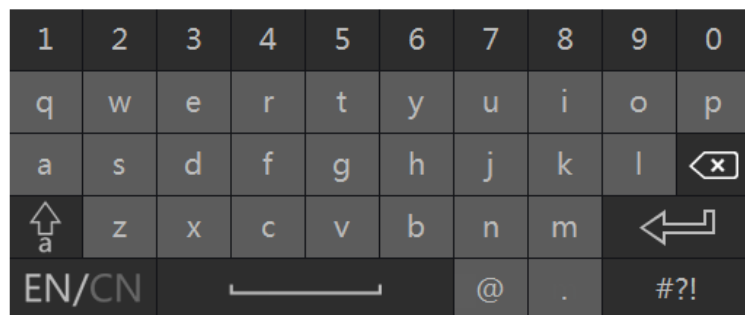 1 2 3 4 5 6 7 8 9 0
q w e r t y u i o p
a s d f g h j k l x
a z x c v b n m
EN/CN @ . #?!